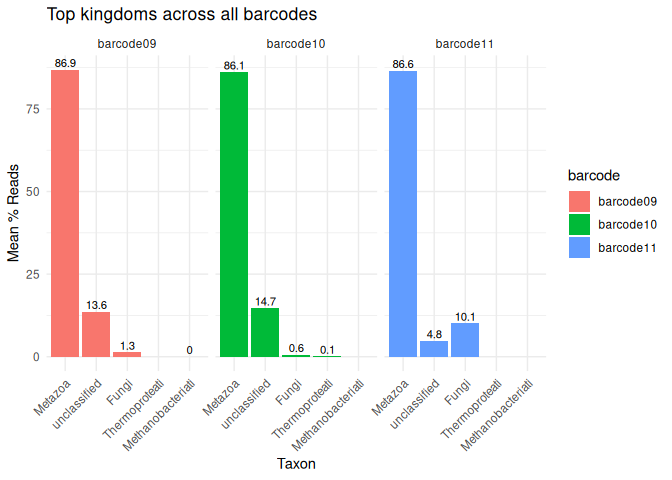 Top kingdoms across all barcodes
barcode09
barcode10
barcode11
Mean % Reads
75
50
25
0
86.9
13.6
1.3
0
86.1
14.7
0.6
0.1
86.6
4.8
10.1
Metazoa
unclassified
Fungi
Thermoproteati
Methanobacteriati
Metazoa
unclassified
Fungi
Thermoproteati
Methanobacteriati
Metazoa
unclassified
Fungi
Thermoproteati
Methanobacteriati
Taxon
barcode
barcode09
barcode10
barcode11